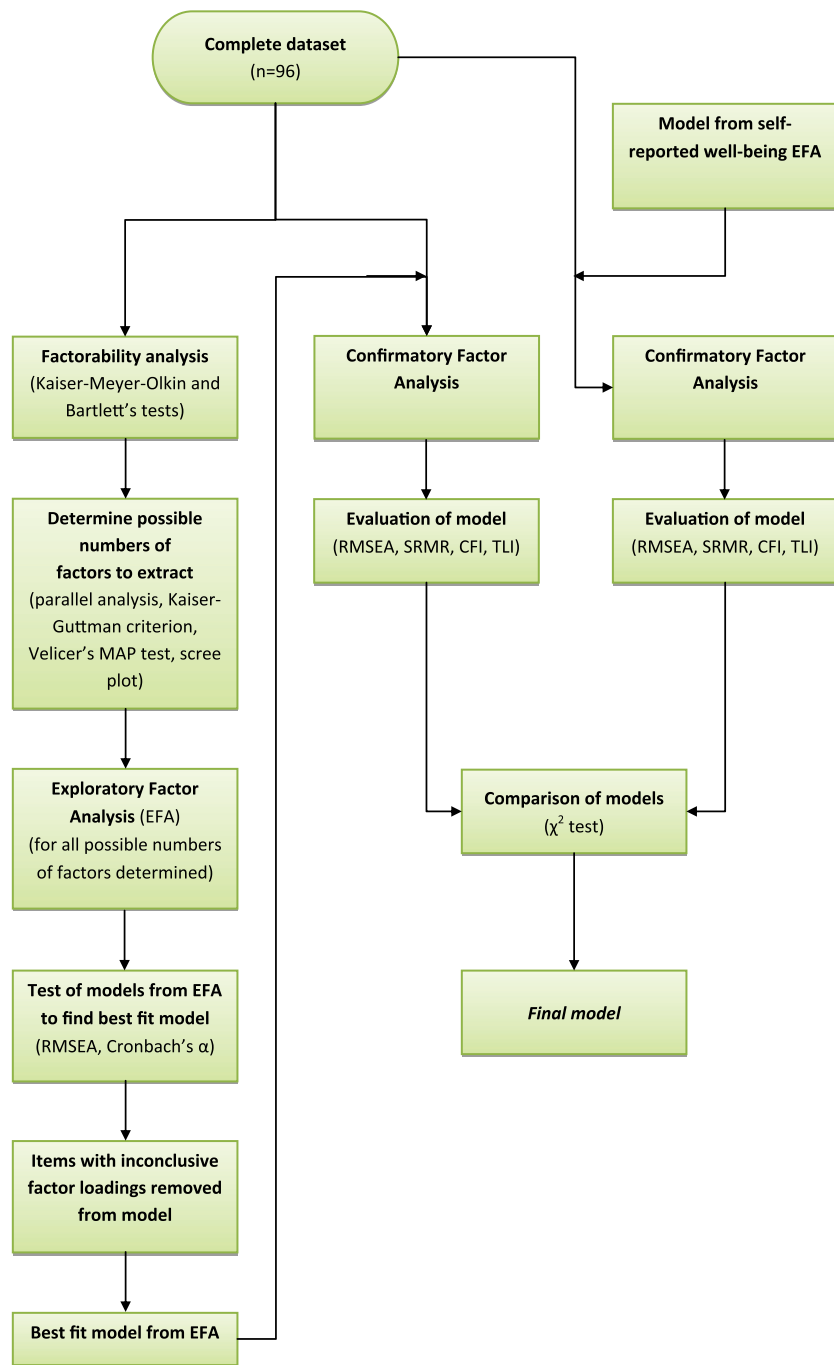 Complete dataset
(n=96)
Model from self-
reported well-being EFA
Factorability analysis
(Kaiser-Meyer-Olkin and
Bartlett's tests)
Confirmatory Factor
Analysis
Confirmatory Factor
Analysis
Determine possible
numbers of
factors to extract
(parallel analysis, Kaiser-
Guttman criterion,
Velicer's MAP test, scree
plot)
Evaluation of model
(RMSEA, SRMR, CFI, TLI)
Evaluation of model
(RMSEA, SRMR, CFI, TLI)
Exploratory Factor
Analysis (EFA)
(for all possible numbers
of factors determined)
Comparison of models
(χ² test)
Test of models from EFA
to find best fit model
(RMSEA, Cronbach's α)
Final model
Items with inconclusive
factor loadings removed
from model
Best fit model from EFA